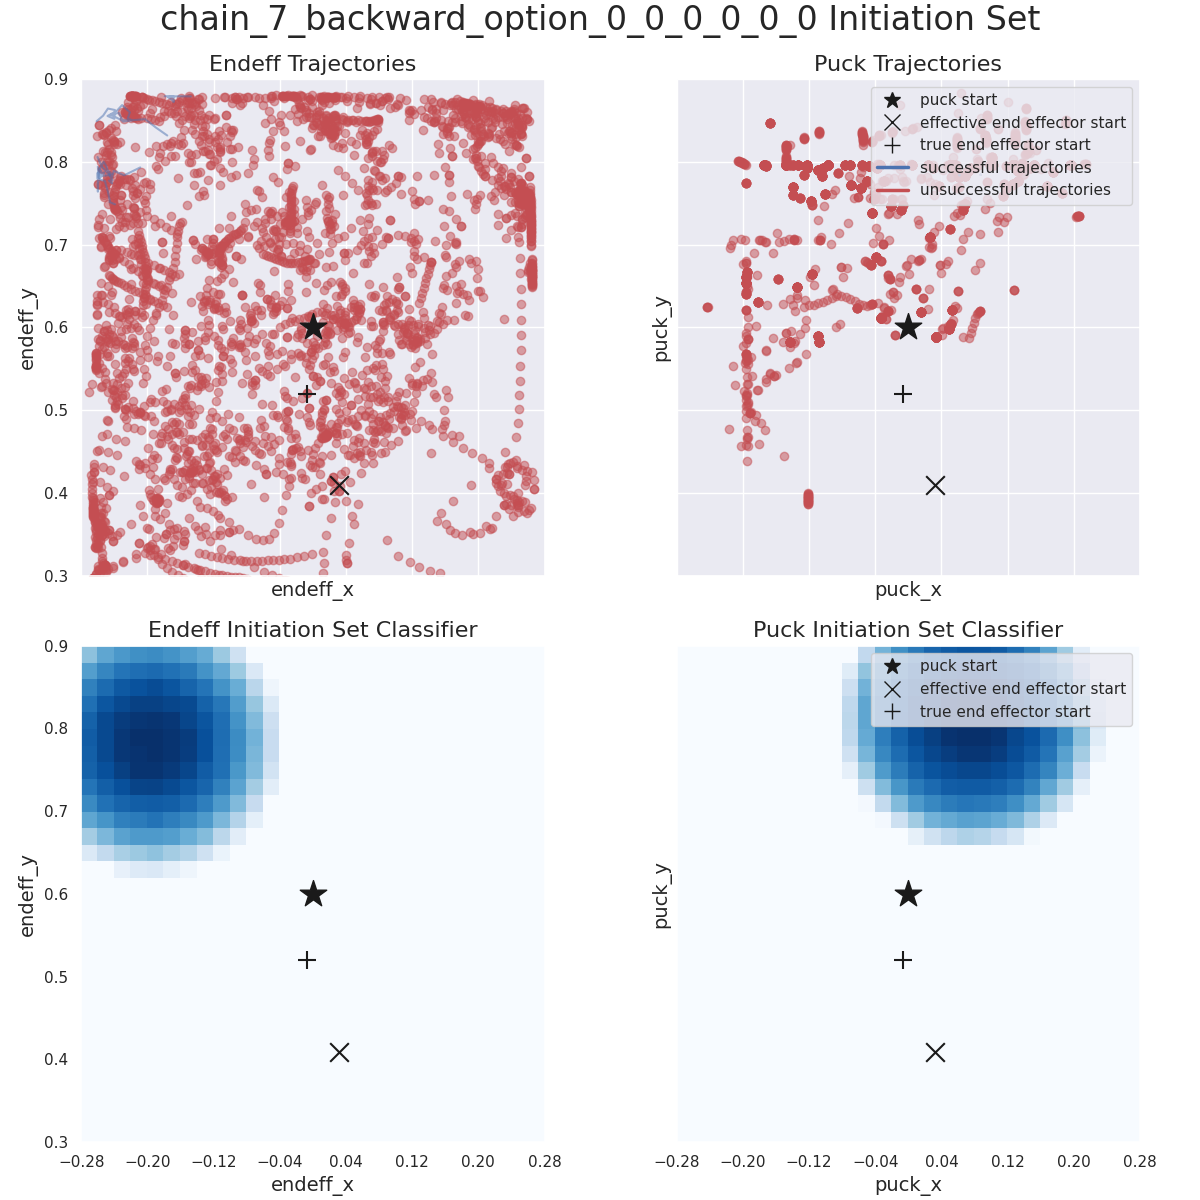 chain_7_backward_option_0_0_0_0_0_0 Initiation Set
Endeff Trajectories
0.9
0.8
0.7
0.6
0.5
0.4
0.3
endeff_y
endeff_x
Puck Trajectories
puck start
effective end effector start
true end effector start
successful trajectories
unsuccessful trajectories
puck_y
puck_x
Endeff Initiation Set Classifier
0.9
0.8
0.7
0.6
0.5
0.4
0.3
endeff_y
−0.28 −0.20 −0.12 −0.04 0.04 0.12 0.20 0.28
endeff_x
Puck Initiation Set Classifier
puck start
effective end effector start
true end effector start
puck_y
−0.28 −0.20 −0.12 −0.04 0.04 0.12 0.20 0.28
puck_x